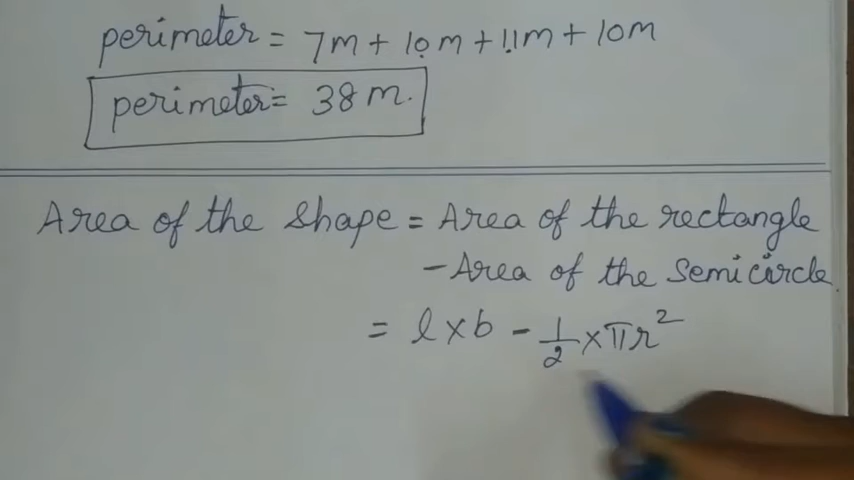 perimeter = 7m + 10m + 11m + 10m
perimeter = 38m.
Area of the shape = Area of the rectangle
- Area of the semicircle.
= l × b - 1/2 × πr²